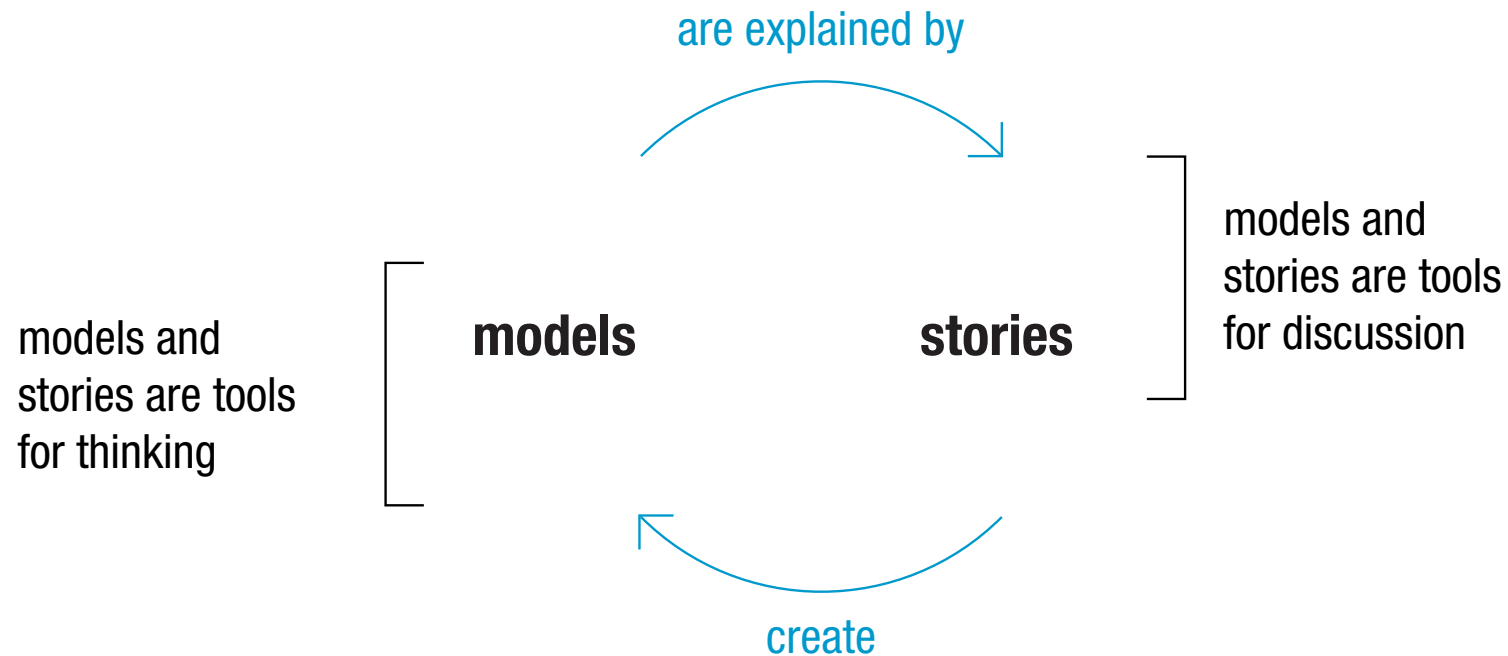 are explained by
models and
stories are tools
for thinking
models
stories
models and
stories are tools
for discussion
create